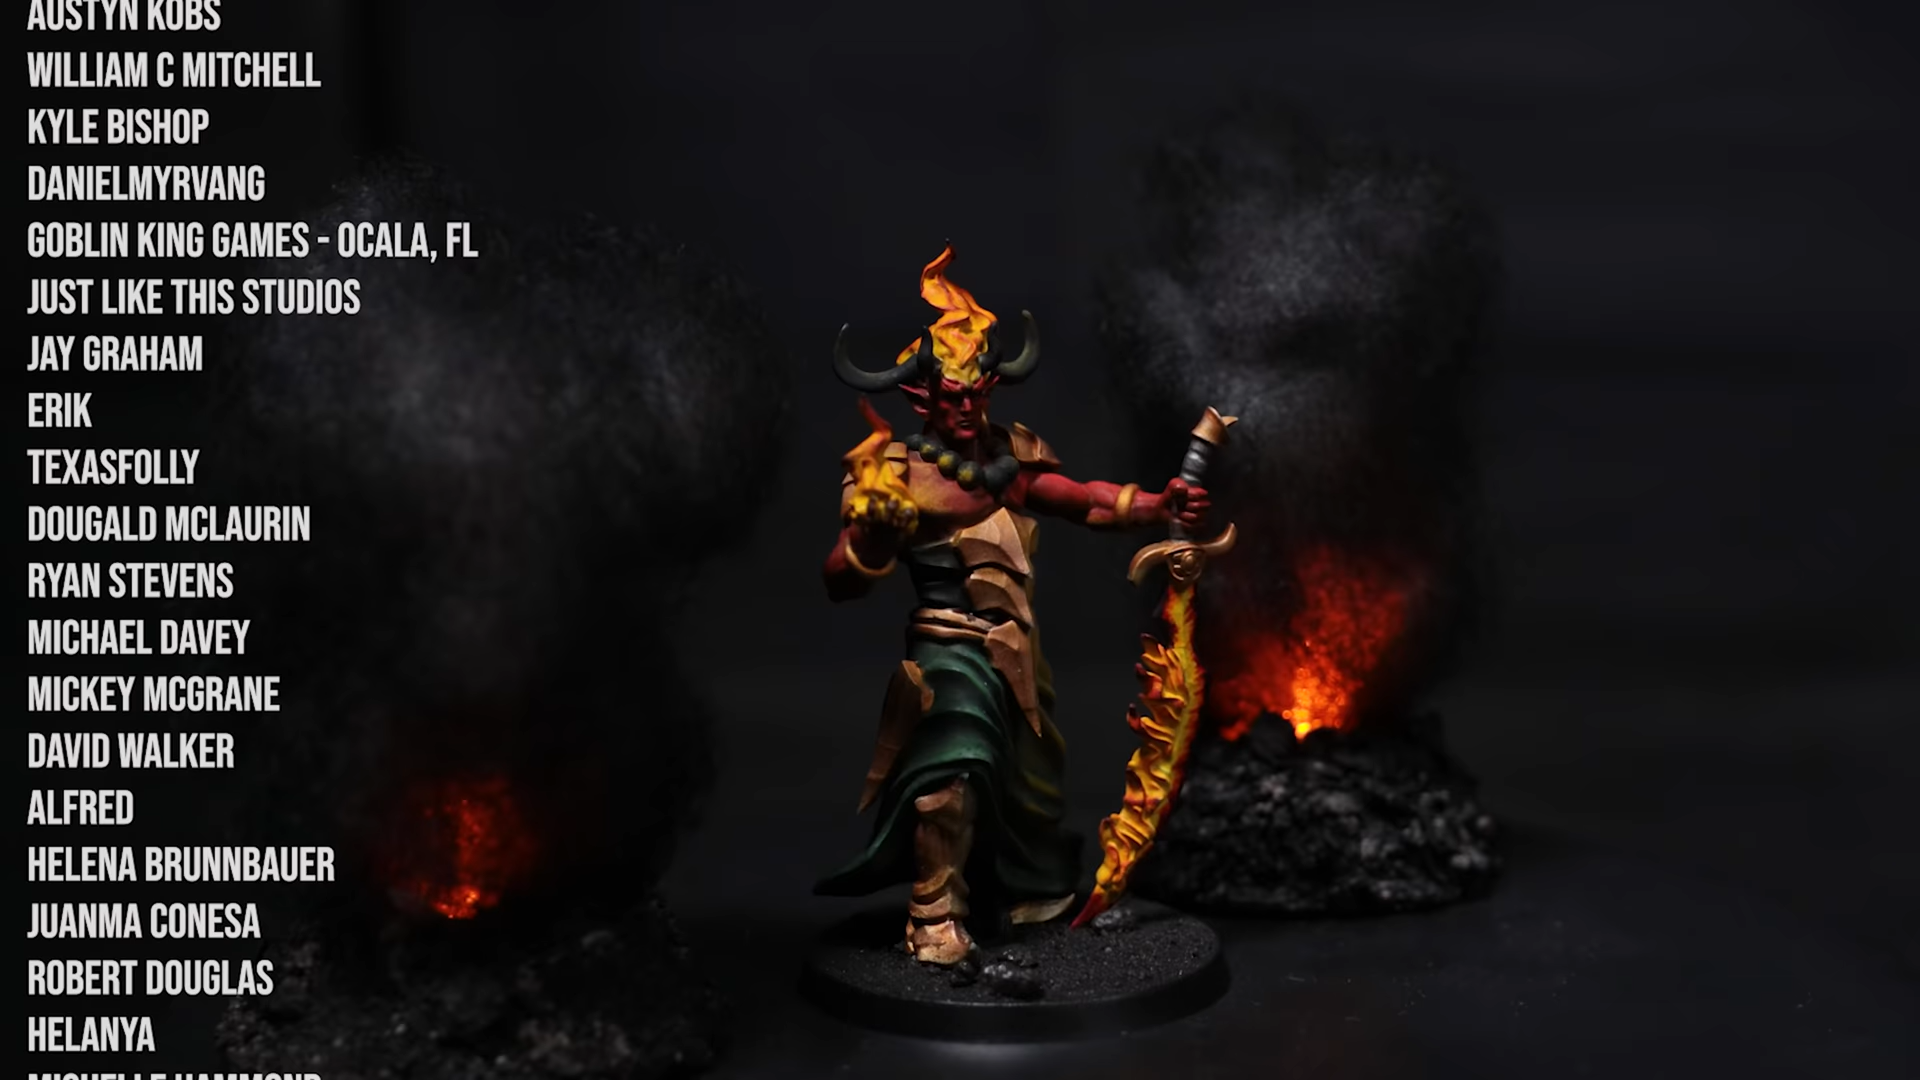 AUSTYN KOBS
WILLIAM C MITCHELL
KYLE BISHOP
DANIELMYRVANG
GOBLIN KING GAMES - OCALA, FL
JUST LIKE THIS STUDIOS
JAY GRAHAM
ERIK
TEXASFOLLY
DOUGALD MCLAURIN
RYAN STEVENS
MICHAEL DAVEY
MICKEY MCGRANE
DAVID WALKER
ALFRED
HELENA BRUNNBAUER
JUANMA CONESA
ROBERT DOUGLAS
HELANYA
MICHELLE HAMMOND